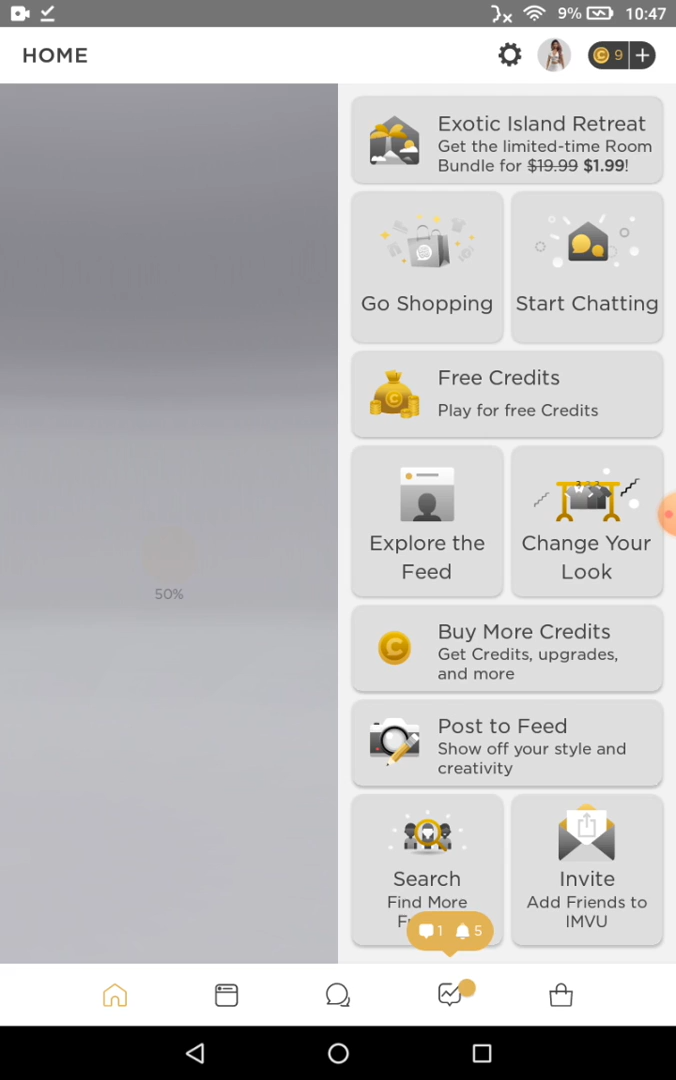 9% 10:47
HOME
9
Exotic Island Retreat
Get the limited-time Room
Bundle for $19.99 $1.99!
Go Shopping
Start Chatting
Free Credits
Play for free Credits
Explore the
Feed
Change Your
Look
50%
Buy More Credits
Get Credits, upgrades,
and more
Post to Feed
Show off your style and
creativity
Search
Find More
Invite
Add Friends to
IMVU
1 5